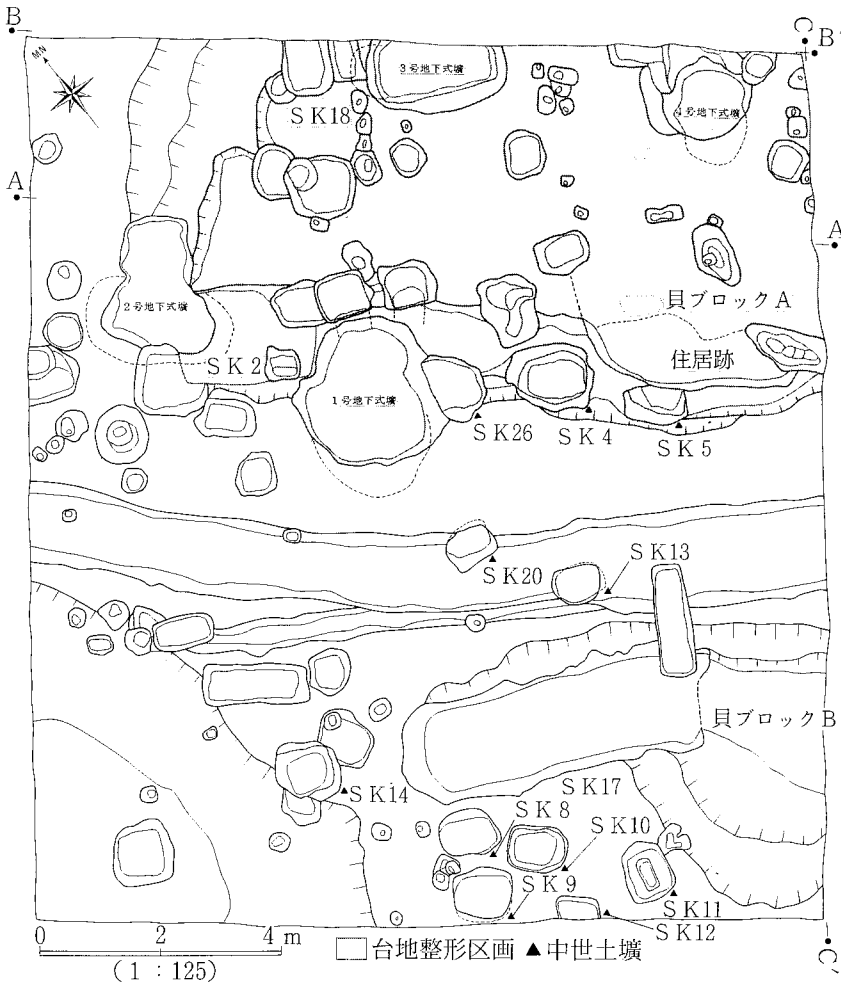 B
C
B'
MN
3号地下式壙
4号地下式壙
SK18
A
A
2号地下式壙
貝ブロックA
SK2
住居跡
1号地下式壙
SK26
SK4
SK5
SK20
SK13
貝ブロックB
SK14
SK17
SK8
SK10
SK9
SK11
SK12
0 2 4 m
(1:125)
台地整形区画 ▲中世土壙
C'